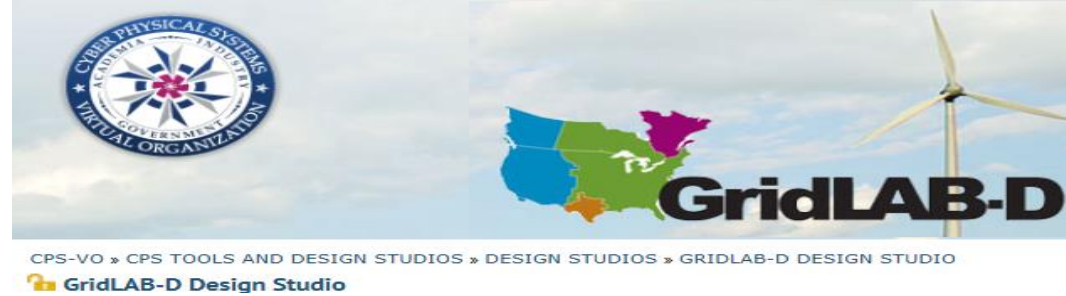 CYBER PHYSICAL SYSTEMS
ACADEMIA INDUSTRY
GOVERNMENT
VIRTUAL ORGANIZATION
GridLAB-D
CPS-VO » CPS TOOLS AND DESIGN STUDIOS » DESIGN STUDIOS » GRIDLAB-D DESIGN STUDIO
GridLAB-D Design Studio